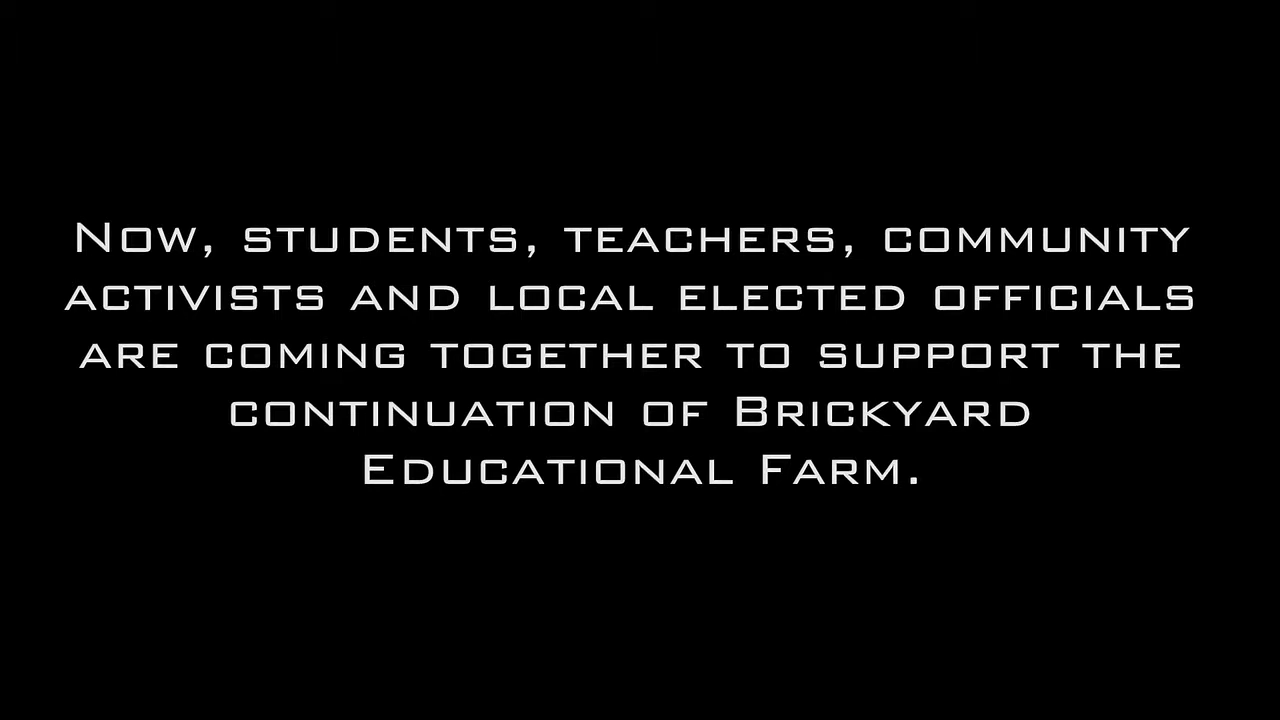 Now, students, teachers, community
activists and local elected officials
are coming together to support the
continuation of Brickyard
Educational Farm.